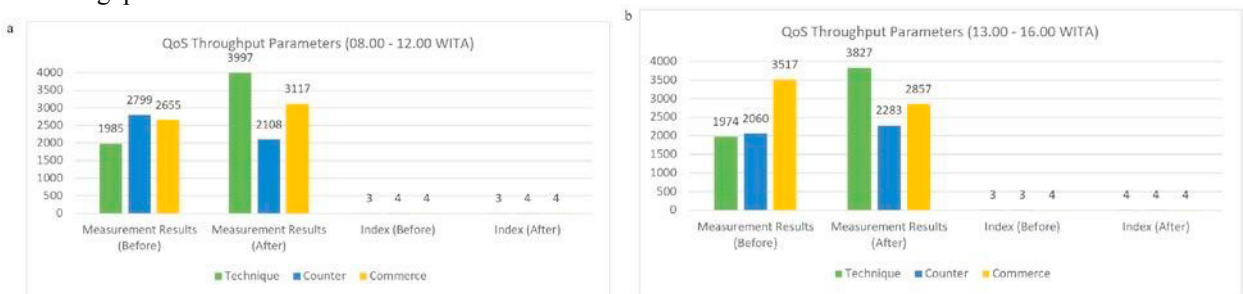 a
QoS Throughput Parameters (08.00 - 12.00 WITA)
4000
3500
3000
2500
2000
1500
1000
500
0
1985
2799
2655
3997
2108
3117
3 4 4
3 4 4
Measurement Results (Before)
Measurement Results (After)
Index (Before)
Index (After)
Technique Counter Commerce
b
QoS Throughput Parameters (13.00 - 16.00 WITA)
4000
3500
3000
2500
2000
1500
1000
500
0
1974
2060
3517
3827
2283
2857
3 3 4
4 4 4
Measurement Results (Before)
Measurement Results (After)
Index (Before)
Index (After)
Technique Counter Commerce